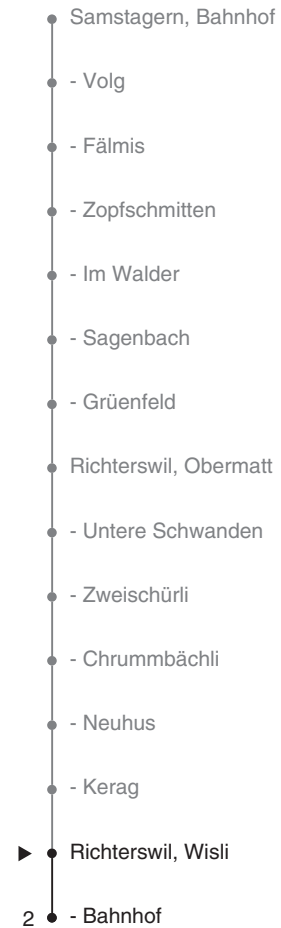 Samstagern, Bahnhof
- Volg
- Fälmis
- Zopfschmitten
- Im Walder
- Sagenbach
- Grüenfeld
Richterswil, Obermatt
- Untere Schwanden
- Zweischürli
- Chrummbächli
- Neuhus
- Kerag
Richterswil, Wisli
2 - Bahnhof